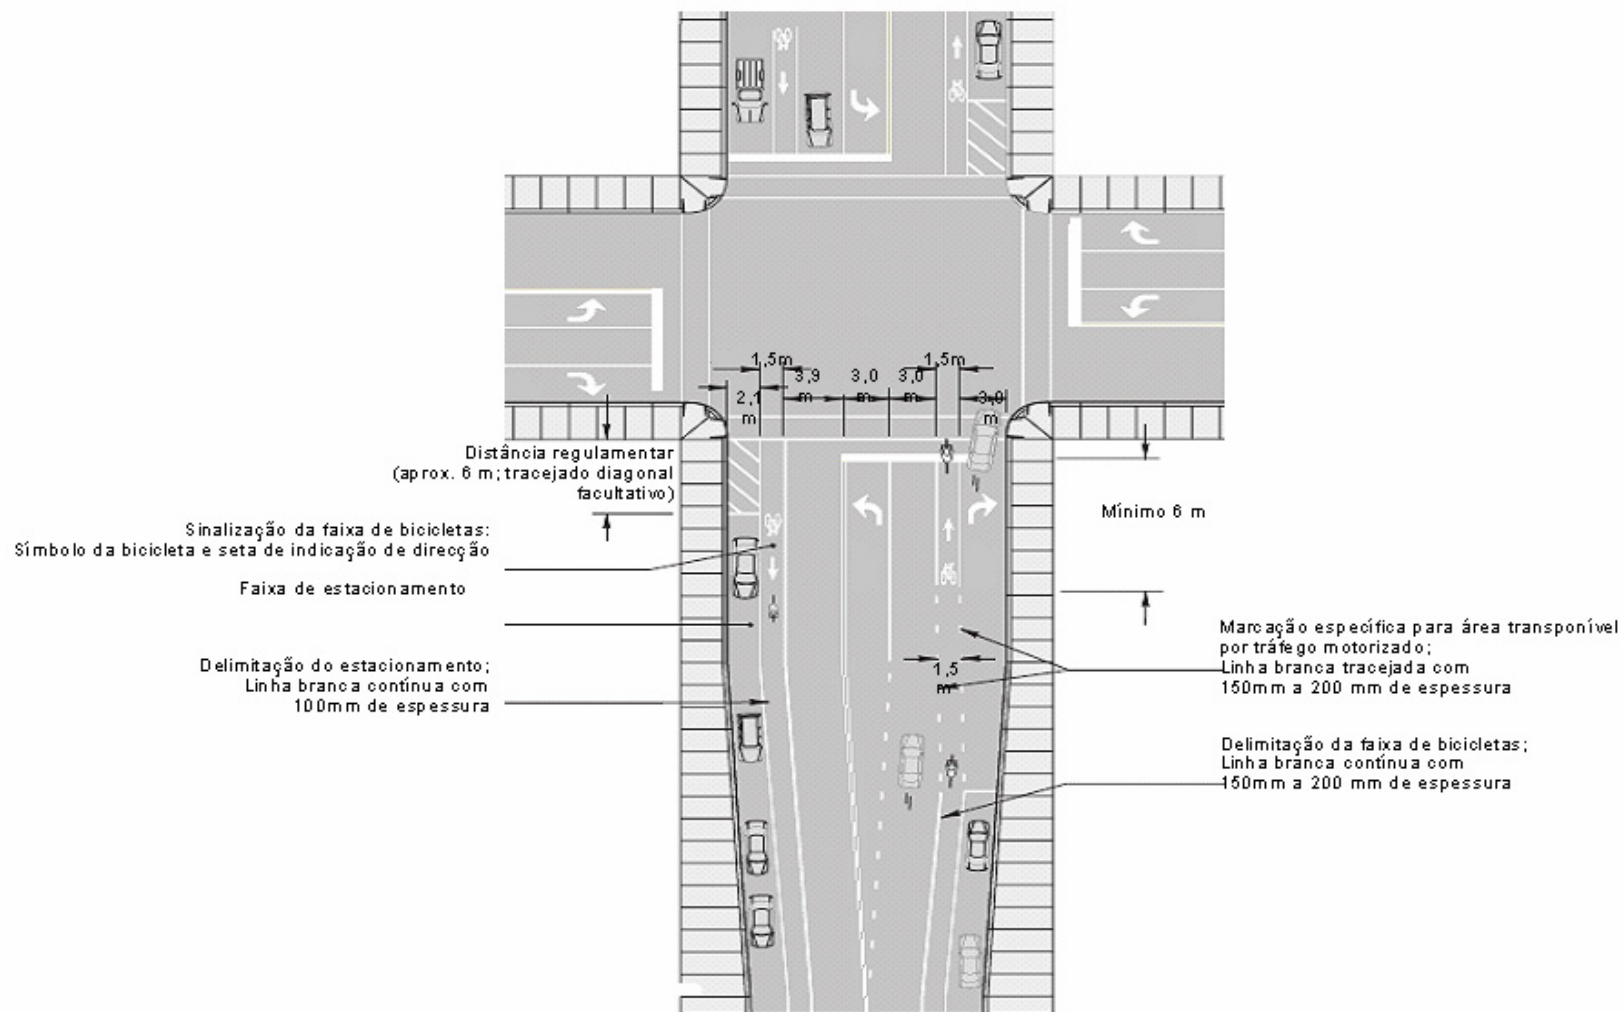 1,5m
1,5m
3,9
m
3,0
m
3,0
m
2,1
m
3,0
m
Distância regulamentar
(aprox. 6 m; tracejado diagonal
facultativo)
Mínimo 6 m
Sinalização da faixa de bicicletas:
Símbolo da bicicleta e seta de indicação de direcção
Faixa de estacionamento
Marcação específica para área transponível
por tráfego motorizado;
Linha branca tracejada com
150mm a 200 mm de espessura
1,5
m
Delimitação do estacionamento;
Linha branca contínua com
100mm de espessura
Delimitação da faixa de bicicletas;
Linha branca contínua com
150mm a 200 mm de espessura